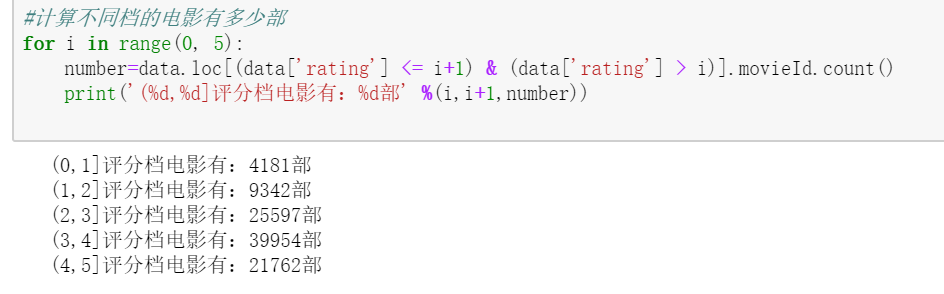 #计算不同档的电影有多少部
for i in range(0, 5):
    number=data.loc[(data['rating'] <= i+1) & (data['rating'] > i)].movieId.count()
    print('(%d,%d]评分档电影有：%d部' %(i,i+1,number))
(0,1]评分档电影有：4181部
(1,2]评分档电影有：9342部
(2,3]评分档电影有：25597部
(3,4]评分档电影有：39954部
(4,5]评分档电影有：21762部